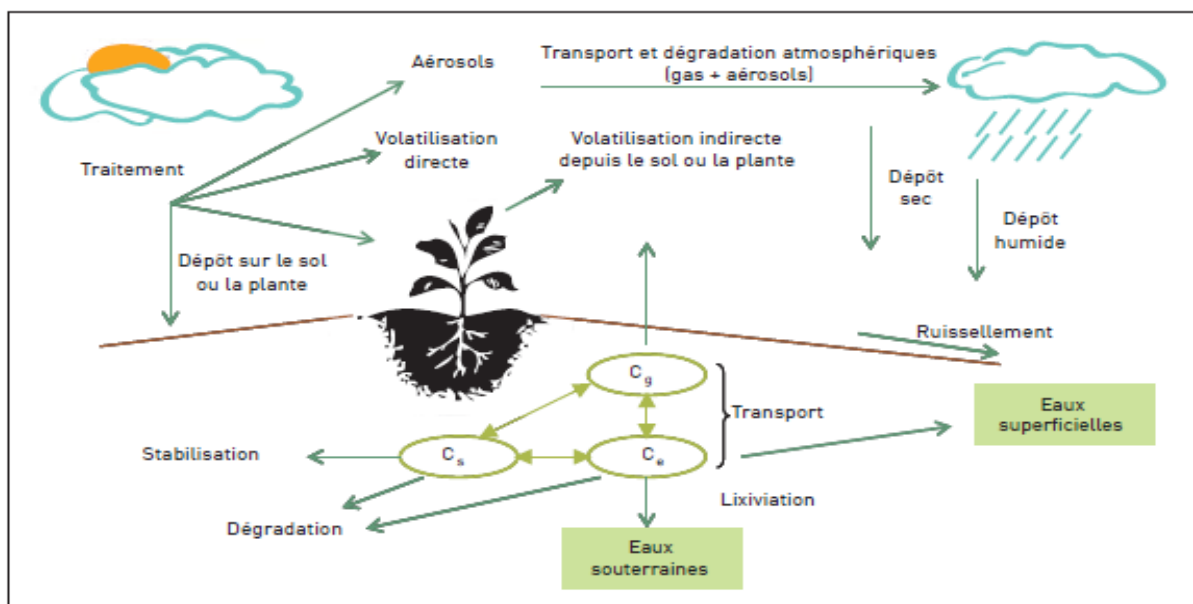 Aérosols
Transport et dégradation atmosphériques
(gas + aérosols)
Traitement
Volatilisation
directe
Volatilisation indirecte
depuis le sol ou la plante
Dépôt
sec
Dépôt
humide
Dépôt sur le sol
ou la plante
Ruissellement
Cg
Transport
Eaux
superficielles
Stabilisation
Cs
Ce
Lixiviation
Dégradation
Eaux
souterraines